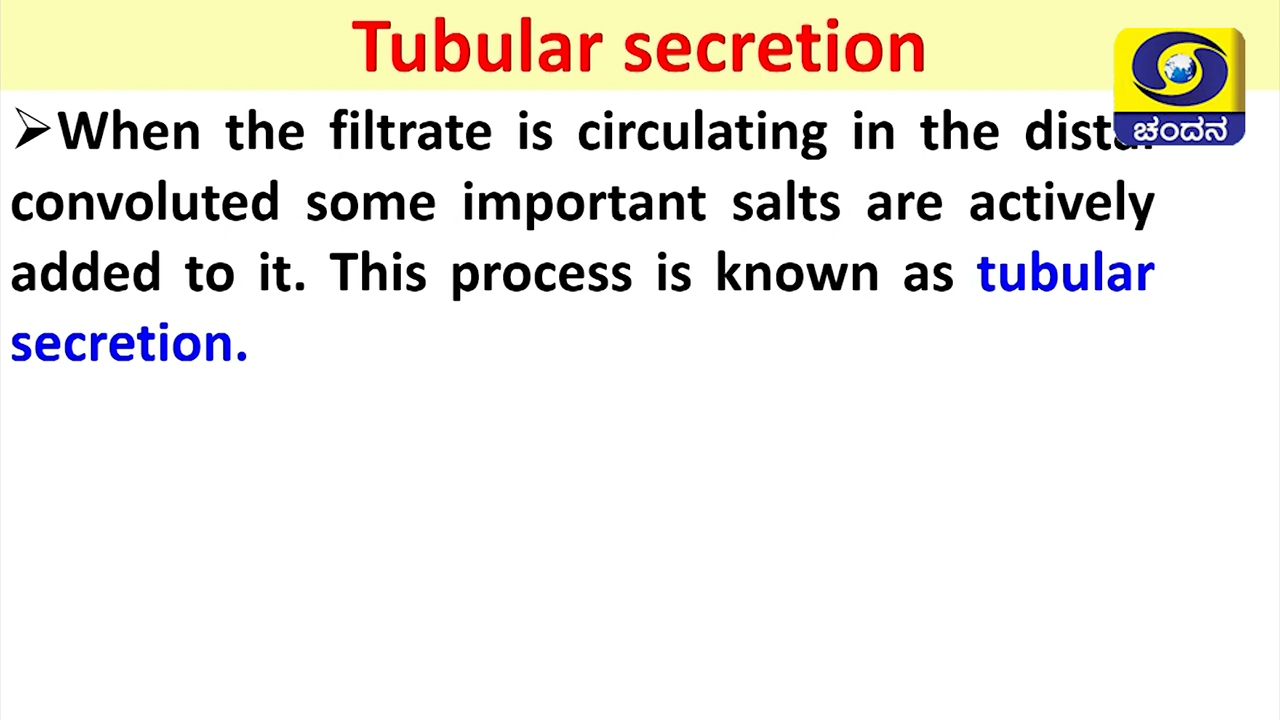 Tubular secretion
➢When the filtrate is circulating in the distal
convoluted some important salts are actively
added to it. This process is known as tubular
secretion.
ಚಂದನ